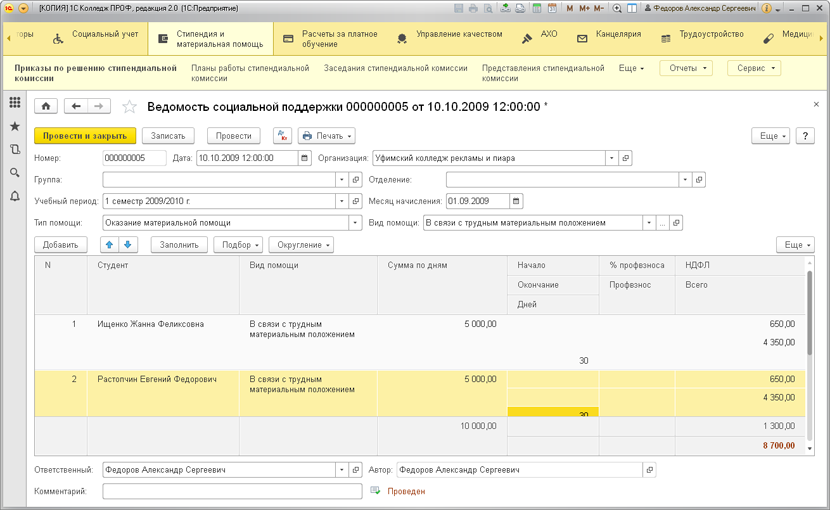 [КОПИЯ] 1С Колледж ПРОФ, редакция 2.0 (1С:Предприятие)
M M+ M-
Федоров Александр Сергеевич
торы
Социальный учет
Стипендия и материальная помощь
Расчеты за платное обучение
Управление качеством
АХО
Канцелярия
Трудоустройство
Медици
Приказы по решению стипендиальной комиссии
Планы работы стипендиальной комиссии
Заседания стипендиальной комиссии
Представления стипендиальной комиссии
Еще
Отчеты
Сервис
Ведомость социальной поддержки 000000005 от 10.10.2009 12:00:00 *
Провести и закрыть
Записать
Провести
Дт Кт
Печать
Еще
?
Номер: 000000005 Дата: 10.10.2009 12:00:00 Организация: Уфимский колледж рекламы и пиара
Группа: Отделение:
Учебный период: 1 семестр 2009/2010 г. Месяц начисления: 01.09.2009
Тип помощи: Оказание материальной помощи Вид помощи: В связи с трудным материальным положением ...
Добавить
Заполнить
Подбор
Округление
Еще
N Студент Вид помощи Сумма по дням Начало % профвзноса НДФЛ
Окончание Профвзнос Всего
Дней
1 Ищенко Жанна Феликсовна В связи с трудным 5 000,00 650,00
материальным положением 4 350,00
30
2 Растопчин Евгений Федорович В связи с трудным 5 000,00 650,00
материальным положением 4 350,00
30
10 000,00 1 300,00
8 700,00
Ответственный: Федоров Александр Сергеевич Автор: Федоров Александр Сергеевич
Комментарий: Проведен